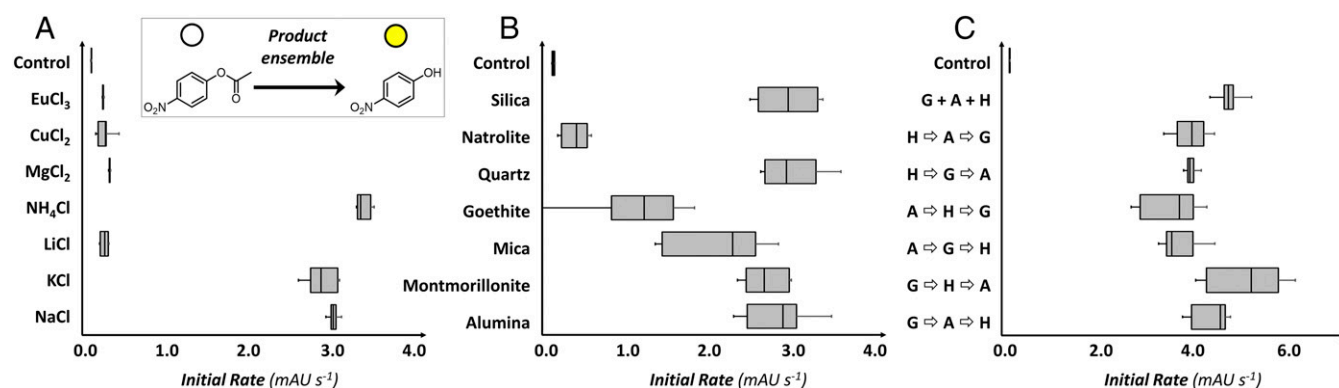 A
Product
ensemble
O
O
O₂N
OH
O₂N
Control
EuCl₃
CuCl₂
MgCl₂
NH₄Cl
LiCl
KCl
NaCl
0.0 1.0 2.0 3.0 4.0
Initial Rate (mAU s⁻¹)
B
Control
Silica
Natrolite
Quartz
Goethite
Mica
Montmorillonite
Alumina
0.0 1.0 2.0 3.0 4.0
Initial Rate (mAU s⁻¹)
C
Control
G + A + H
H ⇨ A ⇨ G
H ⇨ G ⇨ A
A ⇨ H ⇨ G
A ⇨ G ⇨ H
G ⇨ H ⇨ A
G ⇨ A ⇨ H
0.0 2.0 4.0 6.0
Initial Rate (mAU s⁻¹)